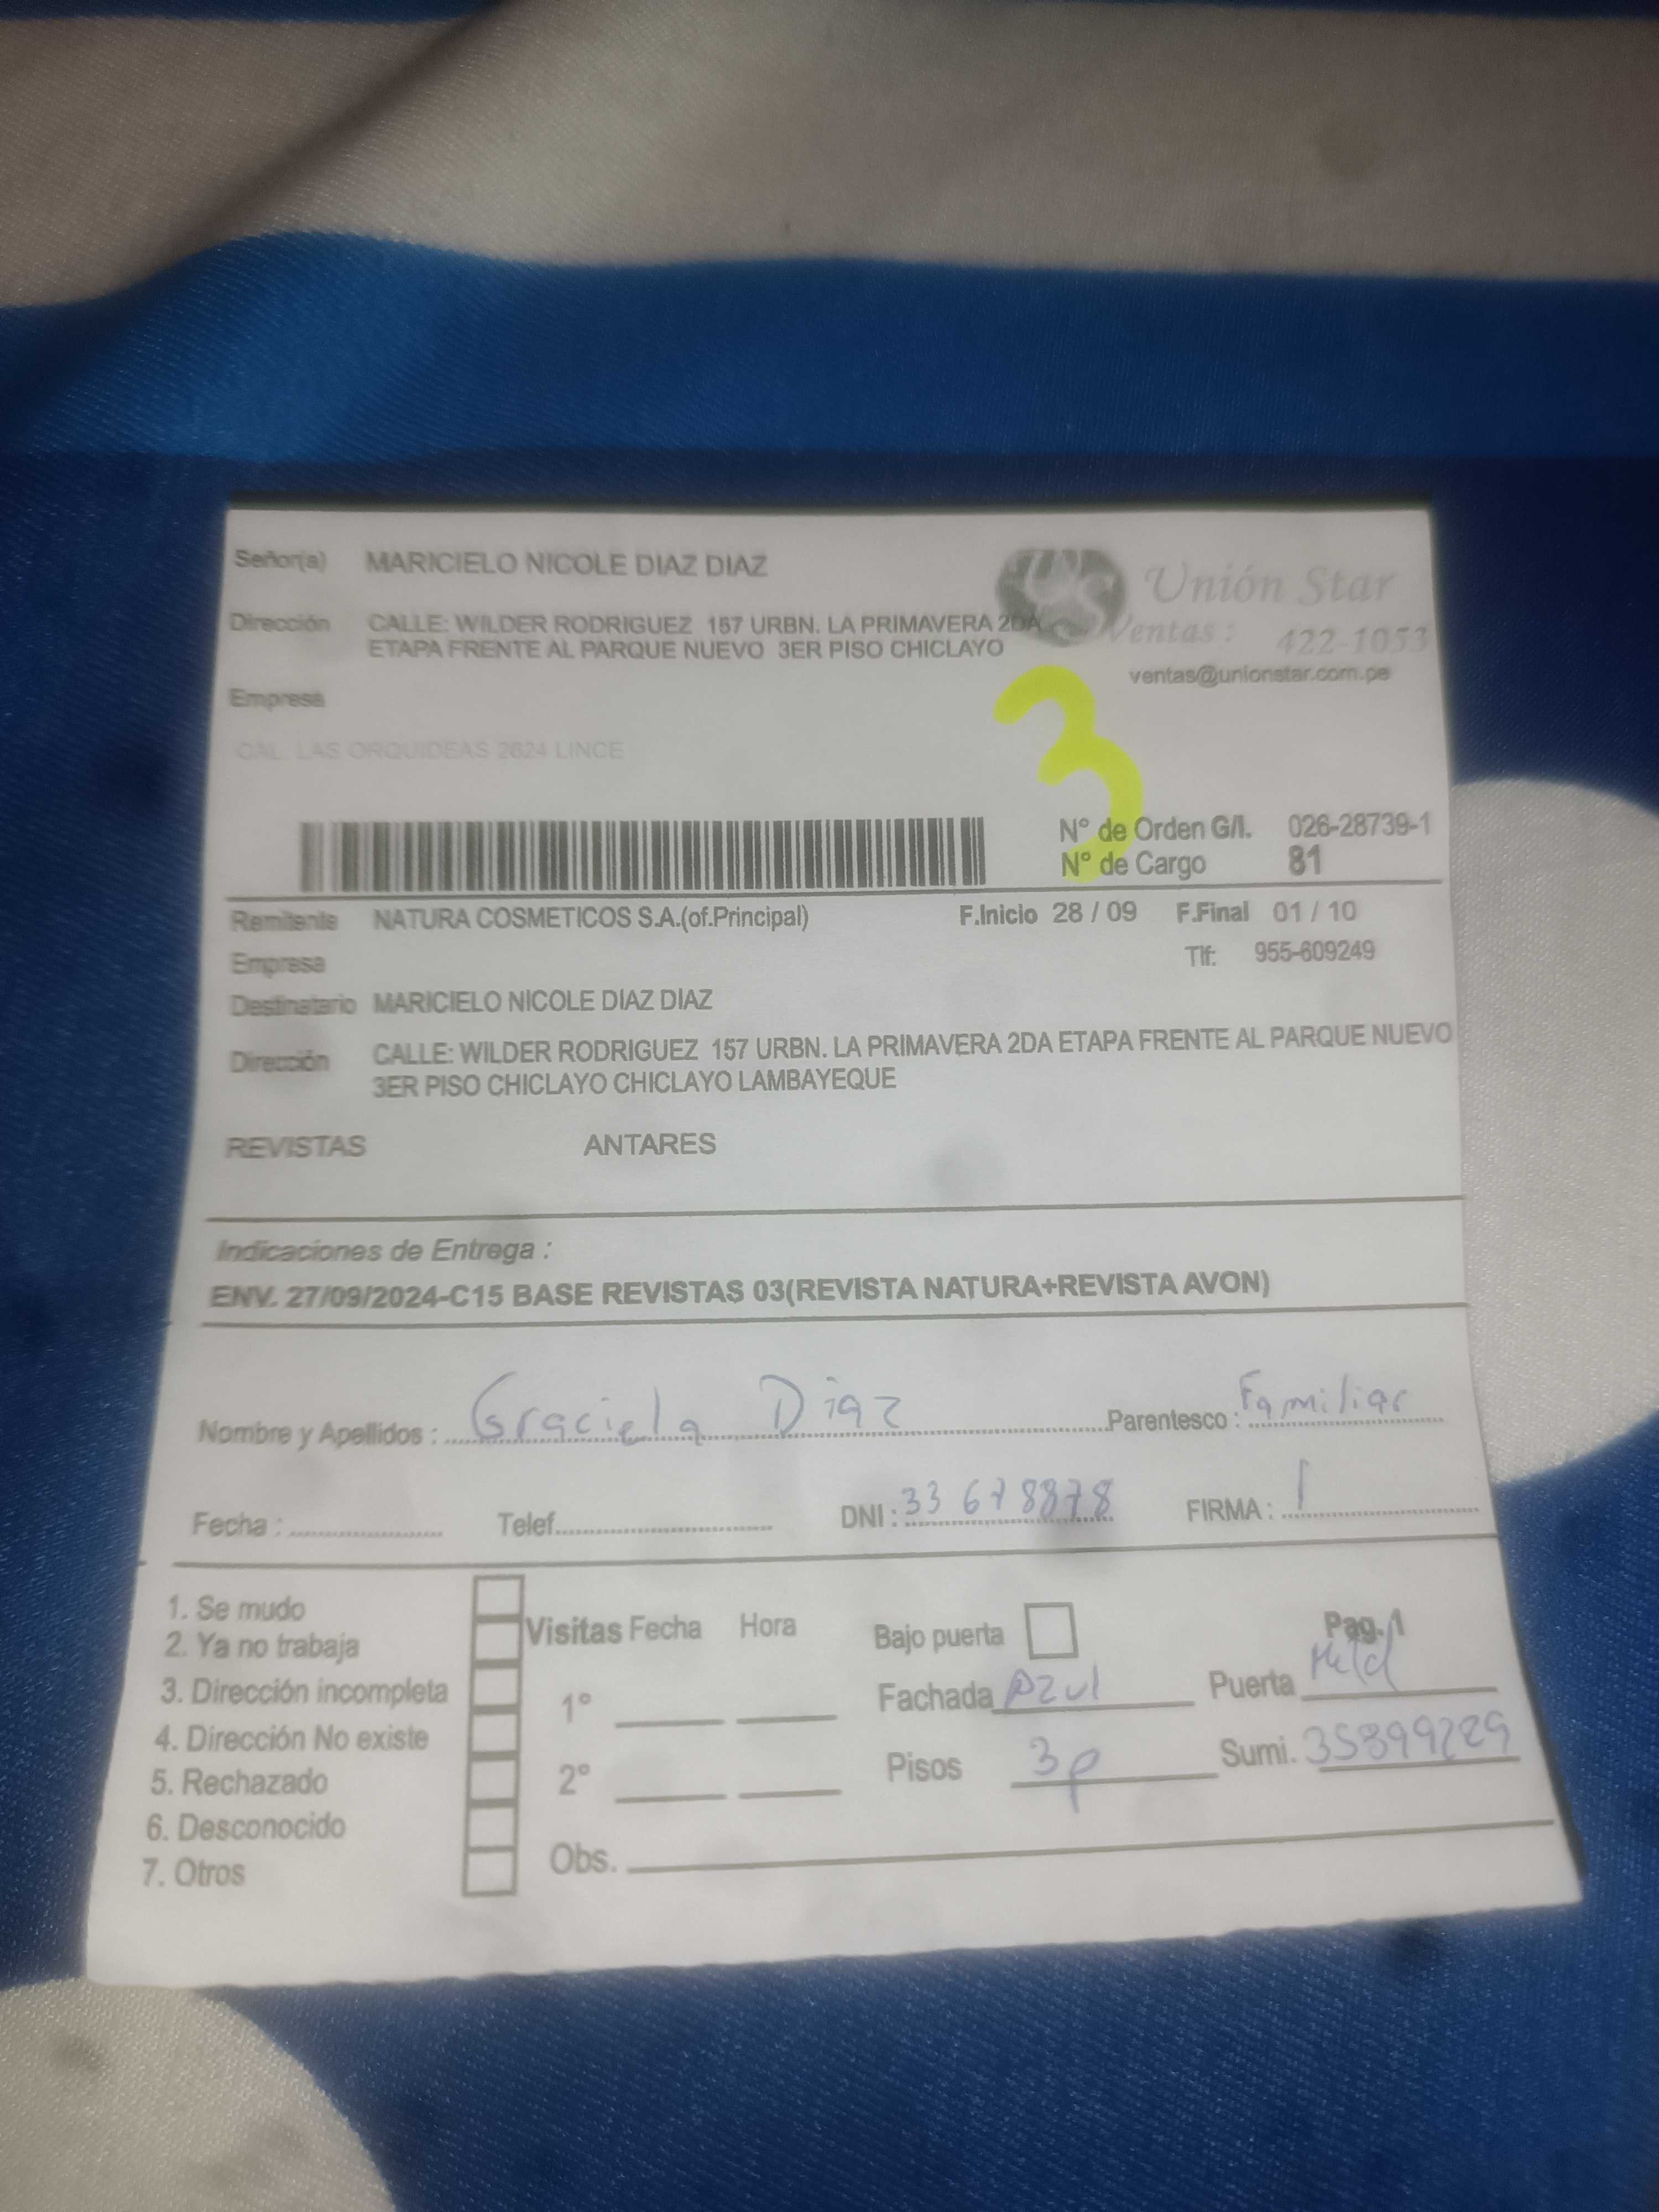 Señor(a) MARICIELO NICOLE DIAZ DIAZ
Unión Star
Dirección CALLE: WILDER RODRIGUEZ 157 URBN. LA PRIMAVERA 2DA
ETAPA FRENTE AL PARQUE NUEVO 3ER PISO CHICLAYO
Ventas: 422-1053
ventas@unionstar.com.pe
Empresa
CAL. LAS ORQUIDEAS 2624 LINCE
3
N° de Orden G/I. 026-28739-1
N° de Cargo 81
Remitente NATURA COSMETICOS S.A.(of.Principal) F.Inicio 28 / 09 F.Final 01 / 10
Empresa Tlf: 955-609249
Destinatario MARICIELO NICOLE DIAZ DIAZ
Dirección CALLE: WILDER RODRIGUEZ 157 URBN. LA PRIMAVERA 2DA ETAPA FRENTE AL PARQUE NUEVO
3ER PISO CHICLAYO CHICLAYO LAMBAYEQUE
REVISTAS ANTARES
Indicaciones de Entrega :
ENV. 27/09/2024-C15 BASE REVISTAS 03(REVISTA NATURA+REVISTA AVON)
Nombre y Apellidos : Graciela Diaz Parentesco : Familiar
Fecha : Telef. DNI : 33678878 FIRMA :
1. Se mudo
2. Ya no trabaja
3. Dirección incompleta
4. Dirección No existe
5. Rechazado
6. Desconocido
7. Otros
Visitas Fecha Hora
1°
2°
Obs.
Bajo puerta Pag. 1
Fachada Azul Puerta
Pisos 3p Sumi. 35899229